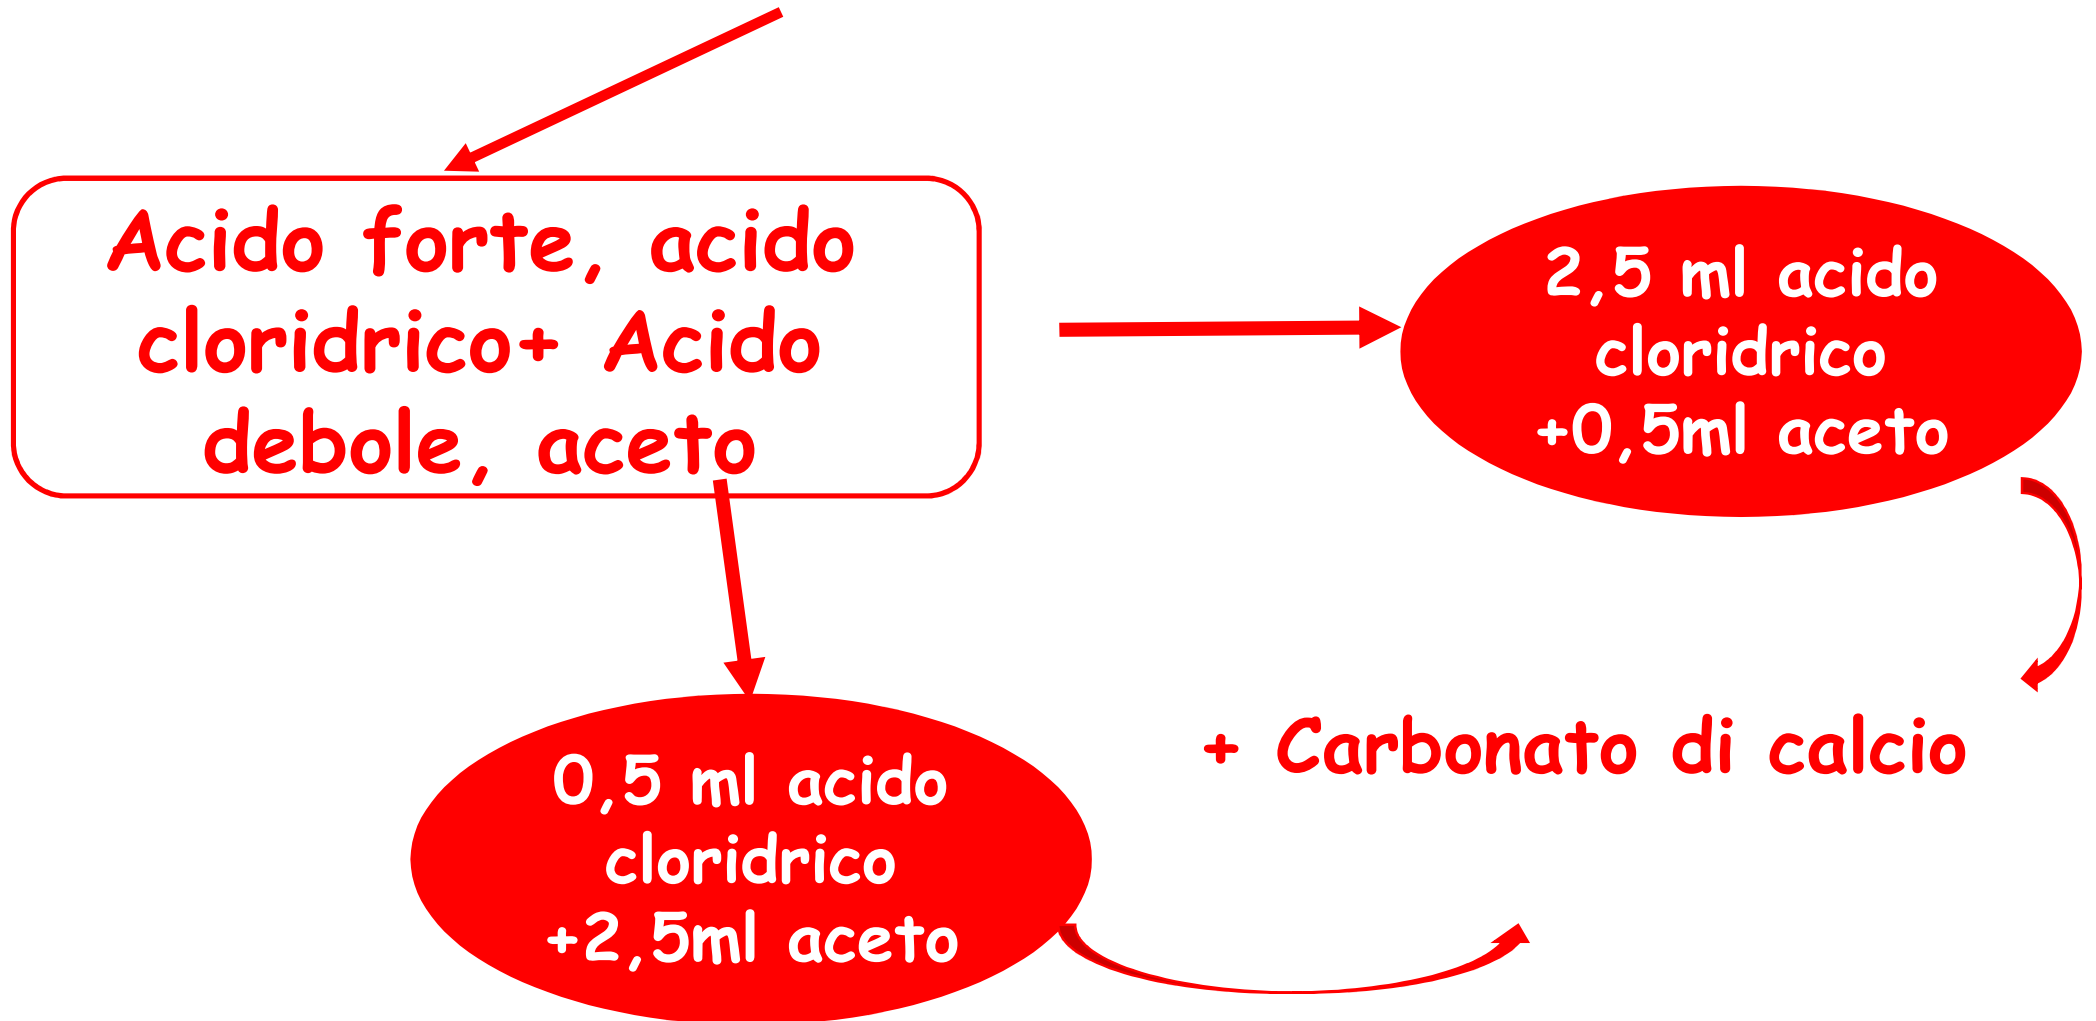 Acido forte, acido
cloridrico+ Acido
debole, aceto
2,5 ml acido
cloridrico
+0,5ml aceto
+ Carbonato di calcio
0,5 ml acido
cloridrico
+2,5ml aceto